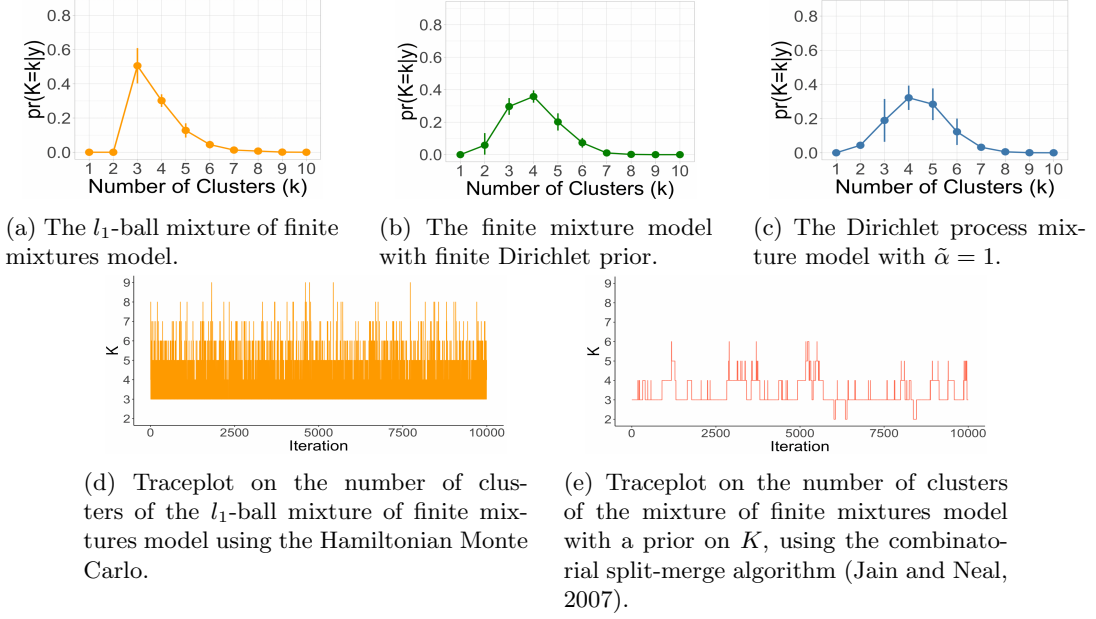 0.8
0.6
0.4
0.2
0.0
pr(K=k|y)
1 2 3 4 5 6 7 8 9 10
Number of Clusters (k)
0.8
0.6
0.4
0.2
0.0
pr(K=k|y)
1 2 3 4 5 6 7 8 9 10
Number of Clusters (k)
0.8
0.6
0.4
0.2
0.0
pr(K=k|y)
1 2 3 4 5 6 7 8 9 10
Number of Clusters (k)
(a) The l₁-ball mixture of finite
mixtures model.
(b) The finite mixture model
with finite Dirichlet prior.
(c) The Dirichlet process mix-
ture model with α̃ = 1.
9
8
7
6
5
4
3
2
K
0 2500 5000 7500 10000
Iteration
9
8
7
6
5
4
3
2
K
0 2500 5000 7500 10000
Iteration
(d) Traceplot on the number of clus-
ters of the l₁-ball mixture of finite mix-
tures model using the Hamiltonian Monte
Carlo.
(e) Traceplot on the number of clusters
of the mixture of finite mixtures model
with a prior on K, using the combinato-
rial split-merge algorithm (Jain and Neal,
2007).